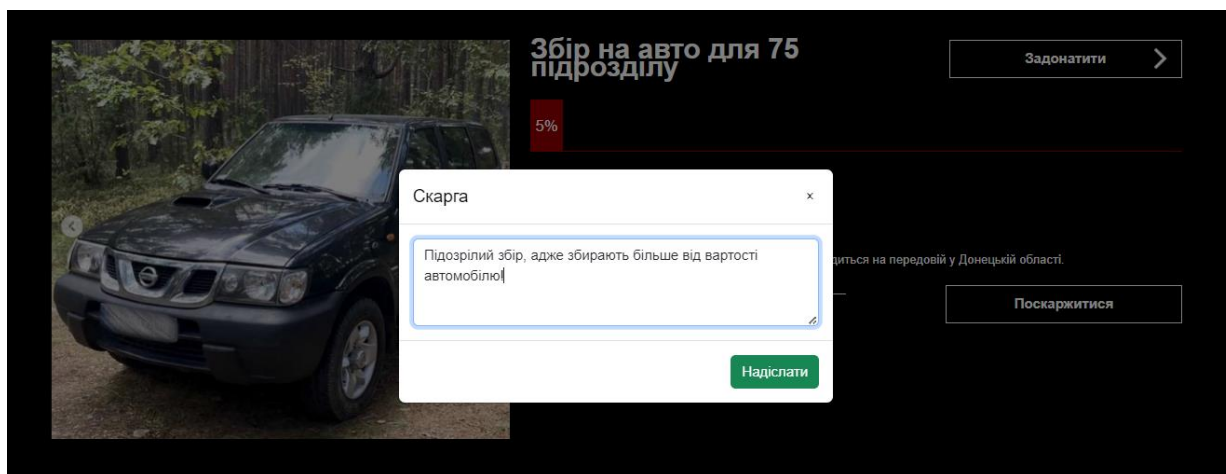 Збір на авто для 75
підрозділу
Задонатити
5%
Скарга
x
Підозрілий збір, адже збирають більше від вартості
автомобілю!
диться на передовій у Донецькій області.
Поскаржитися
Надіслати